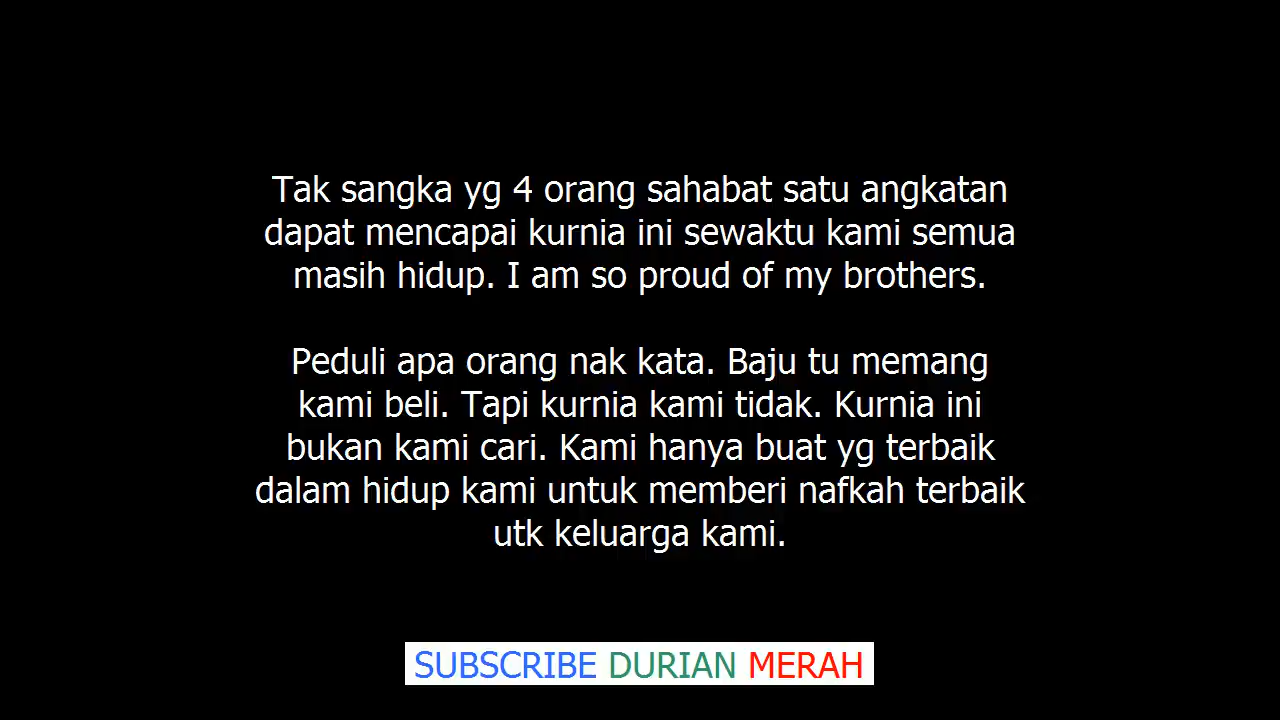 Tak sangka yg 4 orang sahabat satu angkatan
dapat mencapai kurnia ini sewaktu kami semua
masih hidup. I am so proud of my brothers.
Peduli apa orang nak kata. Baju tu memang
kami beli. Tapi kurnia kami tidak. Kurnia ini
bukan kami cari. Kami hanya buat yg terbaik
dalam hidup kami untuk memberi nafkah terbaik
utk keluarga kami.
SUBSCRIBE DURIAN MERAH